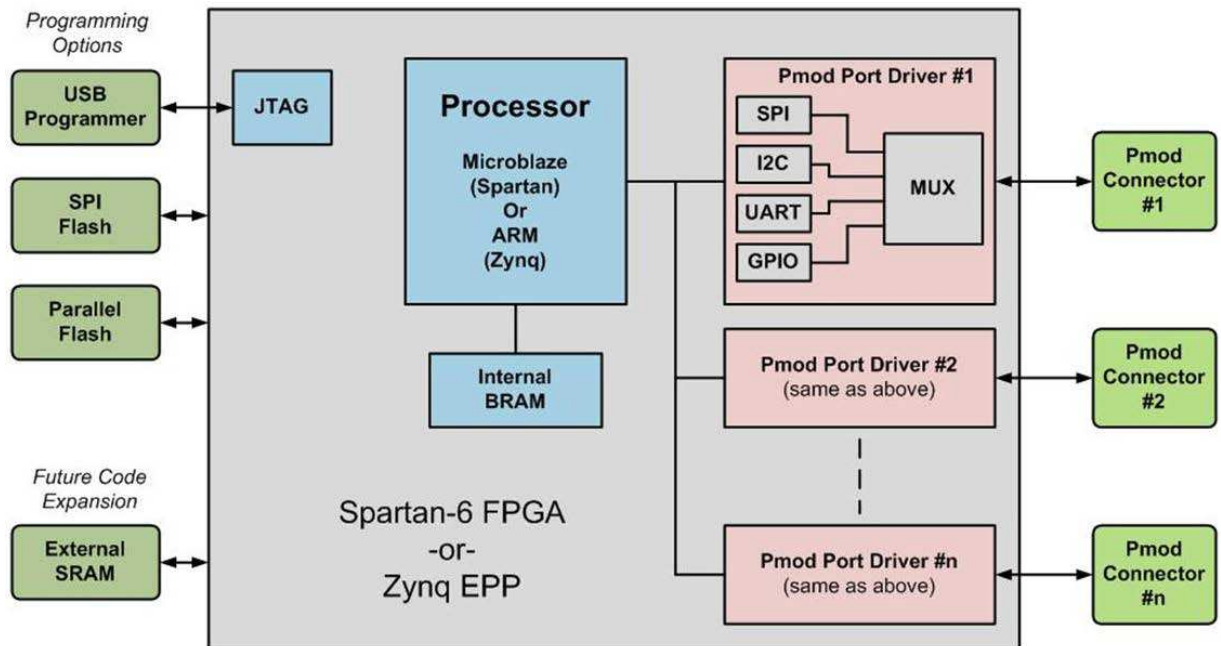 Programming
Options
USB
Programmer
SPI
Flash
Parallel
Flash
Future Code
Expansion
External
SRAM
JTAG
Processor
Microblaze
(Spartan)
Or
ARM
(Zynq)
Internal
BRAM
Spartan-6 FPGA
-or-
Zynq EPP
Pmod Port Driver #1
SPI
I2C
UART
GPIO
MUX
Pmod Port Driver #2
(same as above)
Pmod Port Driver #n
(same as above)
Pmod
Connector
#1
Pmod
Connector
#2
Pmod
Connector
#n